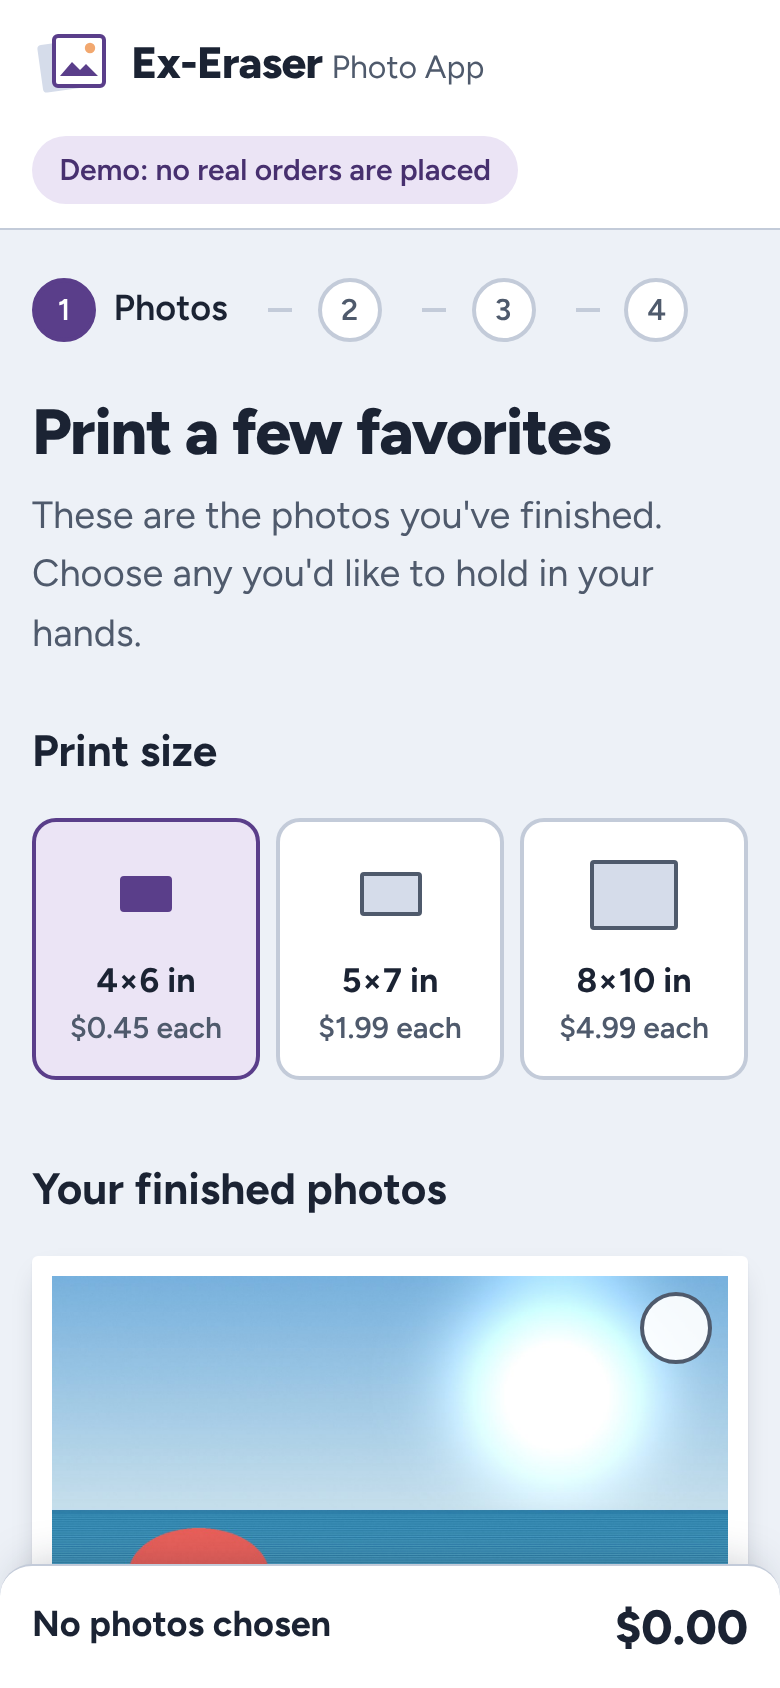 Ex-Eraser Photo App
Demo: no real orders are placed
1 Photos 2 3 4
Print a few favorites
These are the photos you've finished.
Choose any you'd like to hold in your
hands.
Print size
4×6 in 5×7 in 8×10 in
$0.45 each $1.99 each $4.99 each
Your finished photos
No photos chosen $0.00